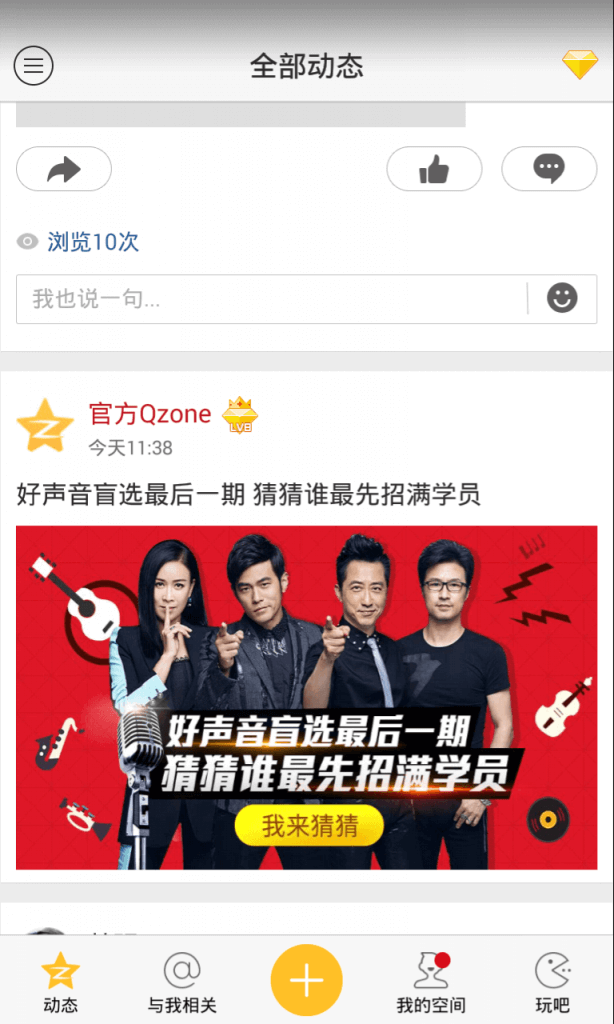 全部动态
浏览10次
我也说一句...
官方Qzone
LV8
今天11:38
好声音盲选最后一期 猜猜谁最先招满学员
好声音盲选最后一期
猜猜谁最先招满学员
我来猜猜
动态
与我相关
我的空间
玩吧